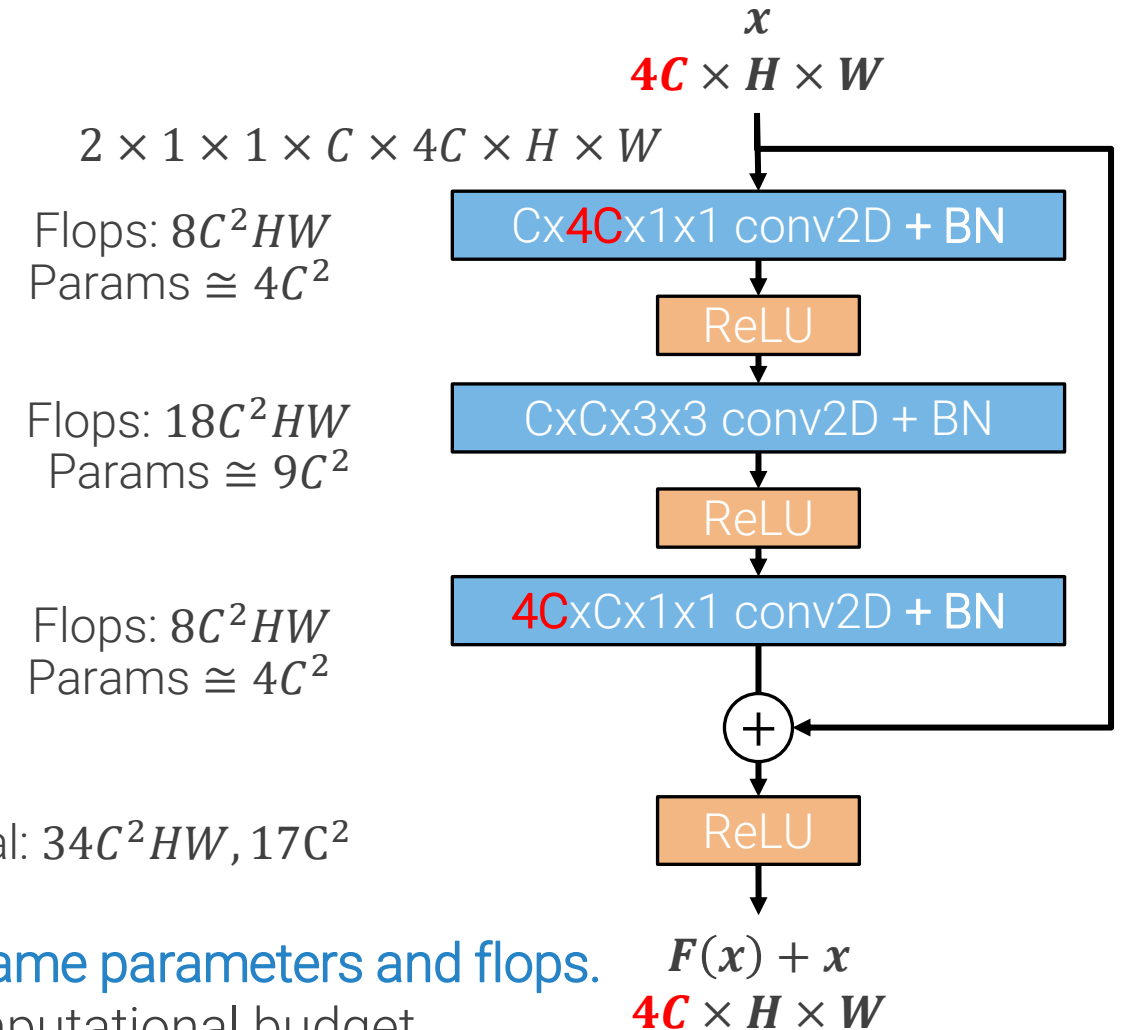 x
4C × H × W
2 × 1 × 1 × C × 4C × H × W
Flops: 8C²HW
Params ≅ 4C²
Cx4Cx1x1 conv2D + BN
ReLU
Flops: 18C²HW
Params ≅ 9C²
CxCx3x3 conv2D + BN
ReLU
Flops: 8C²HW
Params ≅ 4C²
4CxCx1x1 conv2D + BN
+
al: 34C²HW, 17C²
ReLU
ame parameters and flops.
F(x) + x
4C × H × W